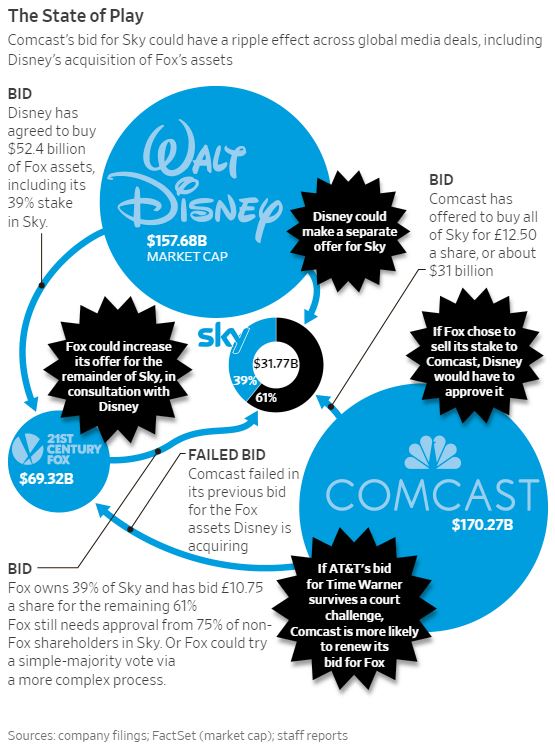 The State of Play
Comcast's bid for Sky could have a ripple effect across global media deals, including
Disney's acquisition of Fox's assets
BID
Disney has
agreed to buy
$52.4 billion
of Fox assets,
including its
39% stake
in Sky.
WALT
DISNEY
$157.68B
MARKET CAP
Disney could
make a separate
offer for Sky
BID
Comcast has
offered to buy all
of Sky for £12.50
a share, or about
$31 billion
sky
$31.77B
39%
61%
Fox could increase
its offer for the
remainder of Sky, in
consultation with
Disney
If Fox chose to
sell its stake to
Comcast, Disney
would have to
approve it
21ST
CENTURY
FOX
$69.32B
FAILED BID
Comcast failed in
its previous bid
for the Fox
assets Disney is
acquiring
COMCAST
$170.27B
BID
Fox owns 39% of Sky and has bid £10.75
a share for the remaining 61%
Fox still needs approval from 75% of non-
Fox shareholders in Sky. Or Fox could try
a simple-majority vote via
a more complex process.
If AT&T's bid
for Time Warner
survives a court
challenge,
Comcast is more likely
to renew its
bid for Fox
Sources: company filings; FactSet (market cap); staff reports